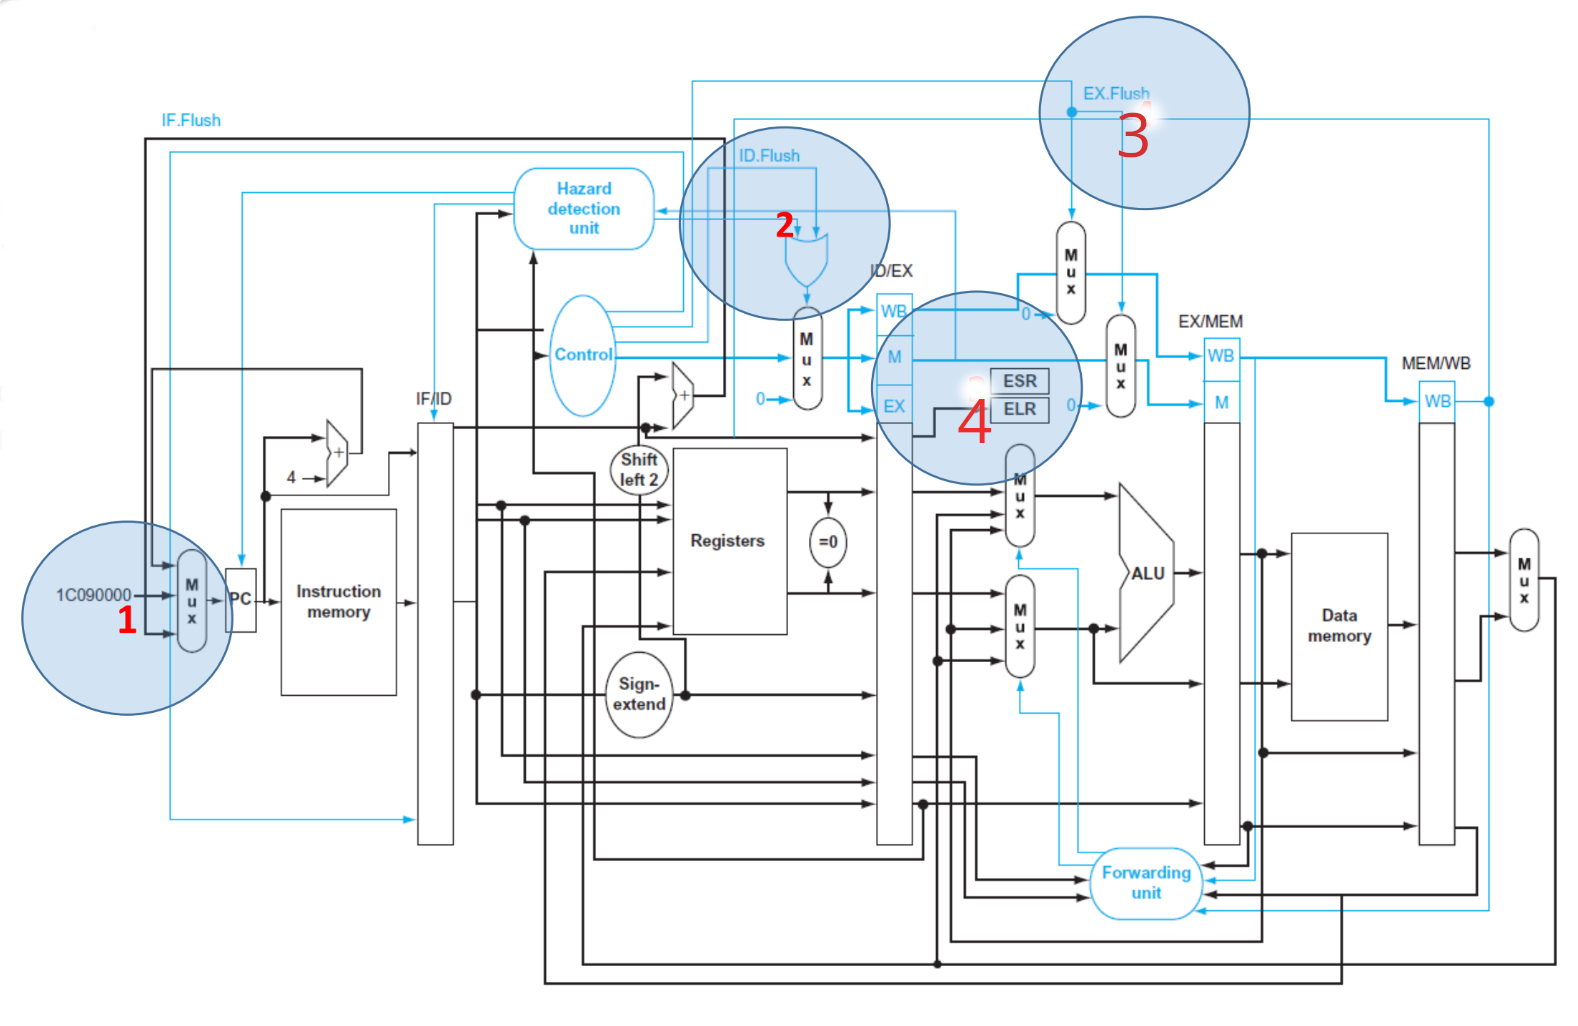 EX.Flush
3
IF.Flush
ID.Flush
Hazard
detection
unit
2
M
u
x
ID/EX
0
WB
Control
M
u
x
M
0
EX
ESR
ELR
4
M
u
x
0
EX/MEM
WB
M
MEM/WB
WB
IF/ID
+
+
4
Shift
left 2
Registers
=0
M
u
x
ALU
M
u
x
1C090000
1
M
u
x
PC
Instruction
memory
Data
memory
M
u
x
Sign-
extend
Forwarding
unit